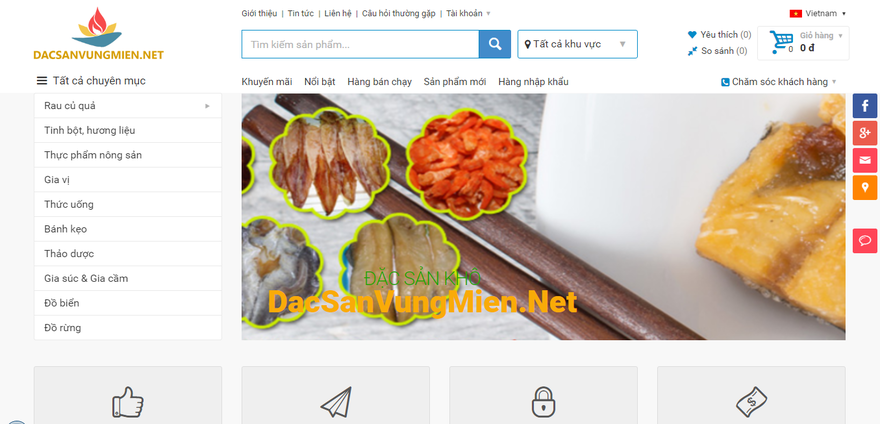 Giới thiệu | Tin tức | Liên hệ | Câu hỏi thường gặp | Tài khoản
Vietnam
DACSANVUNGMIEN.NET
Tìm kiếm sản phẩm...
Tất cả khu vực
Yêu thích (0)
So sánh (0)
0
Giỏ hàng
0 đ
Tất cả chuyên mục
Khuyến mãi Nổi bật Hàng bán chạy Sản phẩm mới Hàng nhập khẩu
Chăm sóc khách hàng
Rau củ quả
Tinh bột, hương liệu
Thực phẩm nông sản
Gia vị
Thức uống
Bánh kẹo
Thảo dược
Gia súc & Gia cầm
Đồ biển
Đồ rừng
ĐẶC SẢN KHÔ
DacSanVungMien.Net